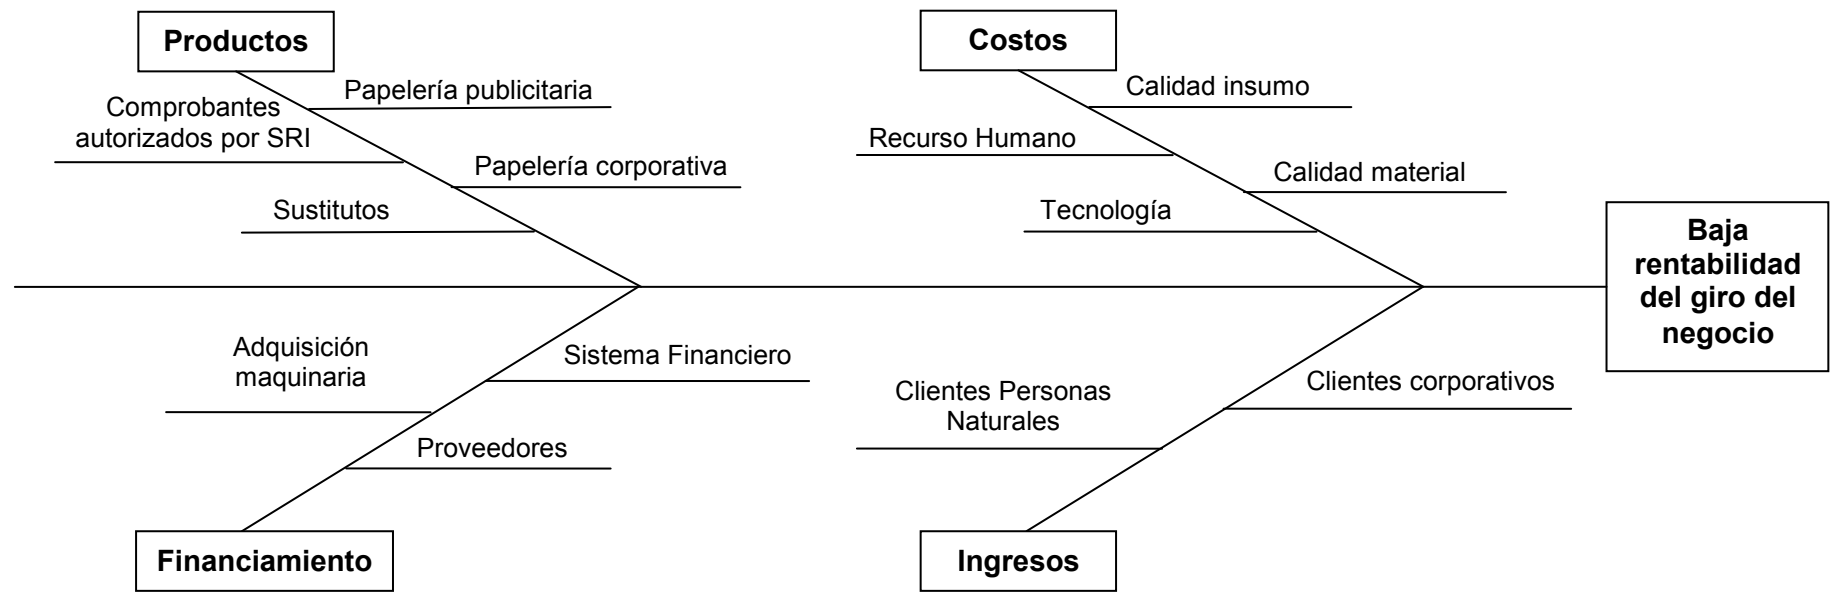 Productos
Costos
Papelería publicitaria
Comprobantes
autorizados por SRI
Papelería corporativa
Sustitutos
Calidad insumo
Recurso Humano
Calidad material
Tecnología
Baja
rentabilidad
del giro del
negocio
Adquisición
maquinaria
Sistema Financiero
Proveedores
Clientes Personas
Naturales
Clientes corporativos
Financiamiento
Ingresos